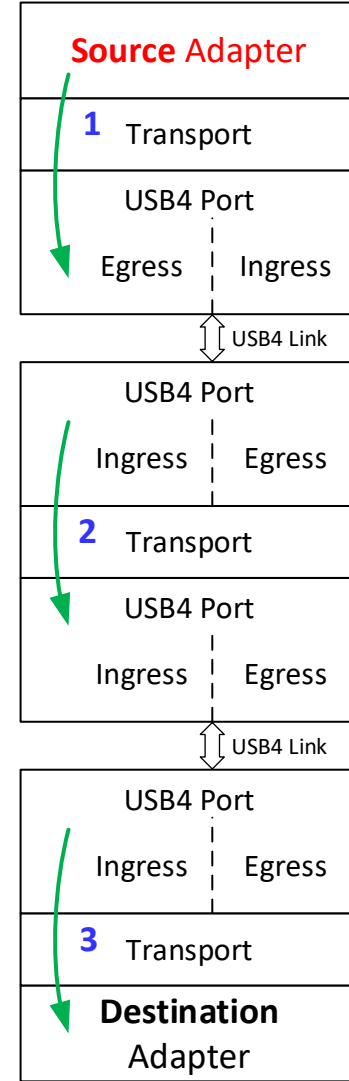 Source Adapter
1 Transport
USB4 Port
Egress Ingress
USB4 Link
USB4 Port
Ingress Egress
2 Transport
USB4 Port
Ingress Egress
USB4 Link
USB4 Port
Ingress Egress
3 Transport
Destination
Adapter